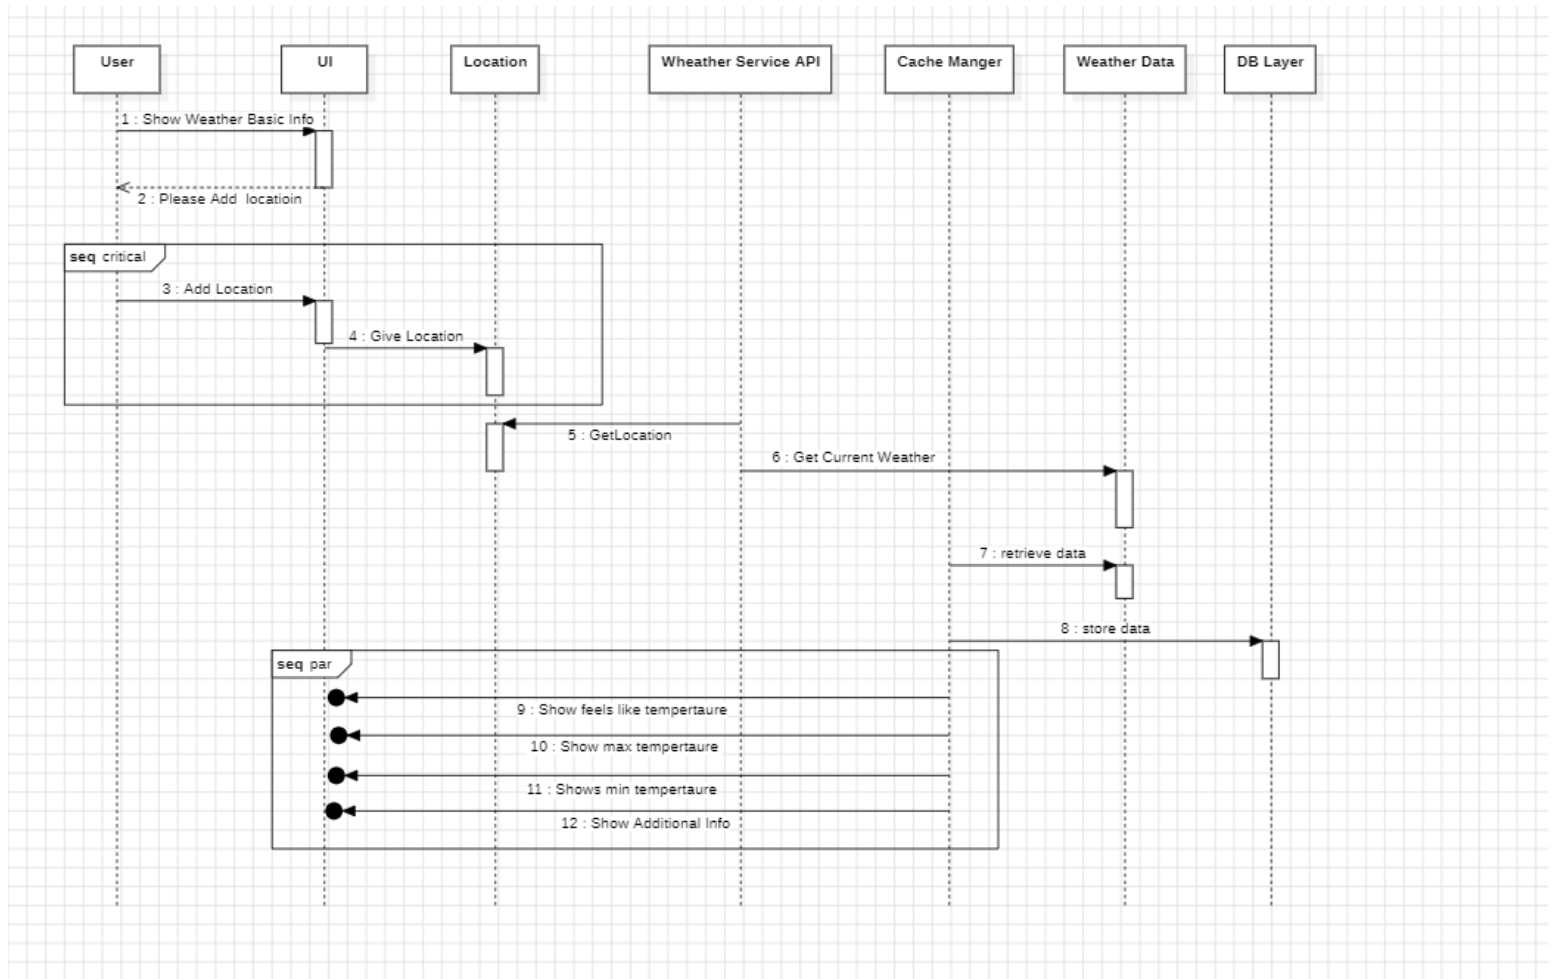 User
UI
Location
Wheather Service API
Cache Manger
Weather Data
DB Layer
1 : Show Weather Basic Info
2 : Please Add  locatioin
seq critical
3 : Add Location
4 : Give Location
5 : GetLocation
6 : Get Current Weather
7 : retrieve data
8 : store data
seq par
9 : Show feels like tempertaure
10 : Show max tempertaure
11 : Shows min tempertaure
12 : Show Additional Info